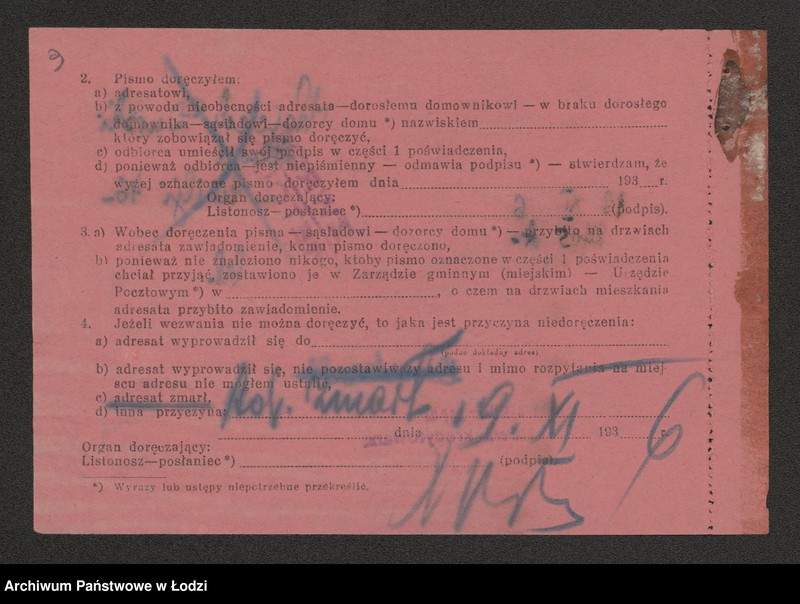 2. Pismo doręczyłem:
a) adresatowi,
b) z powodu nieobecności adresata—dorosłemu domownikowi — w braku dorosłego
domownika—sąsiadowi—dozorcy domu *) nazwiskiem
który zobowiązał się pismo doręczyć,
c) odbiorca umieścił swój podpis w części 1 poświadczenia,
d) ponieważ odbiorca—jest niepiśmienny — odmawia podpisu *) — stwierdzam, że
wyżej oznaczone pismo doręczyłem dnia 193 r.
Organ doręczający:
Listonosz— posłaniec *) (podpis).
3. a) Wobec doręczenia pisma — sąsiadowi — dozorcy domu *) — przybito na drzwiach
adresata zawiadomienie, komu pismo doręczono,
b) ponieważ nie znaleziono nikogo, ktoby pismo oznaczone w części 1 poświadczenia
chciał przyjąć, zostawiono je w Zarządzie gminnym (miejskim) — Urzędzie
Pocztowym *) w , o czem na drzwiach mieszkania
adresata przybito zawiadomienie.
4. Jeżeli wezwania nie można doręczyć, to jaka jest przyczyna niedoręczenia:
a) adresat wyprowadził się do
(podać dokładny adres)
b) adresat wyprowadził się, nie pozostawiwszy adresu i mimo rozpytania na miej-
scu adresu nie mogłem ustalić,
c) adresat zmarł,
d) inna przyczyna: zmarł
dnia 9. XI 193 6 r.
Organ doręczający:
Listonosz—posłaniec *) (podpis)
*) Wyrazy lub ustępy niepotrzebne przekreślić.
Archiwum Państwowe w Łodzi